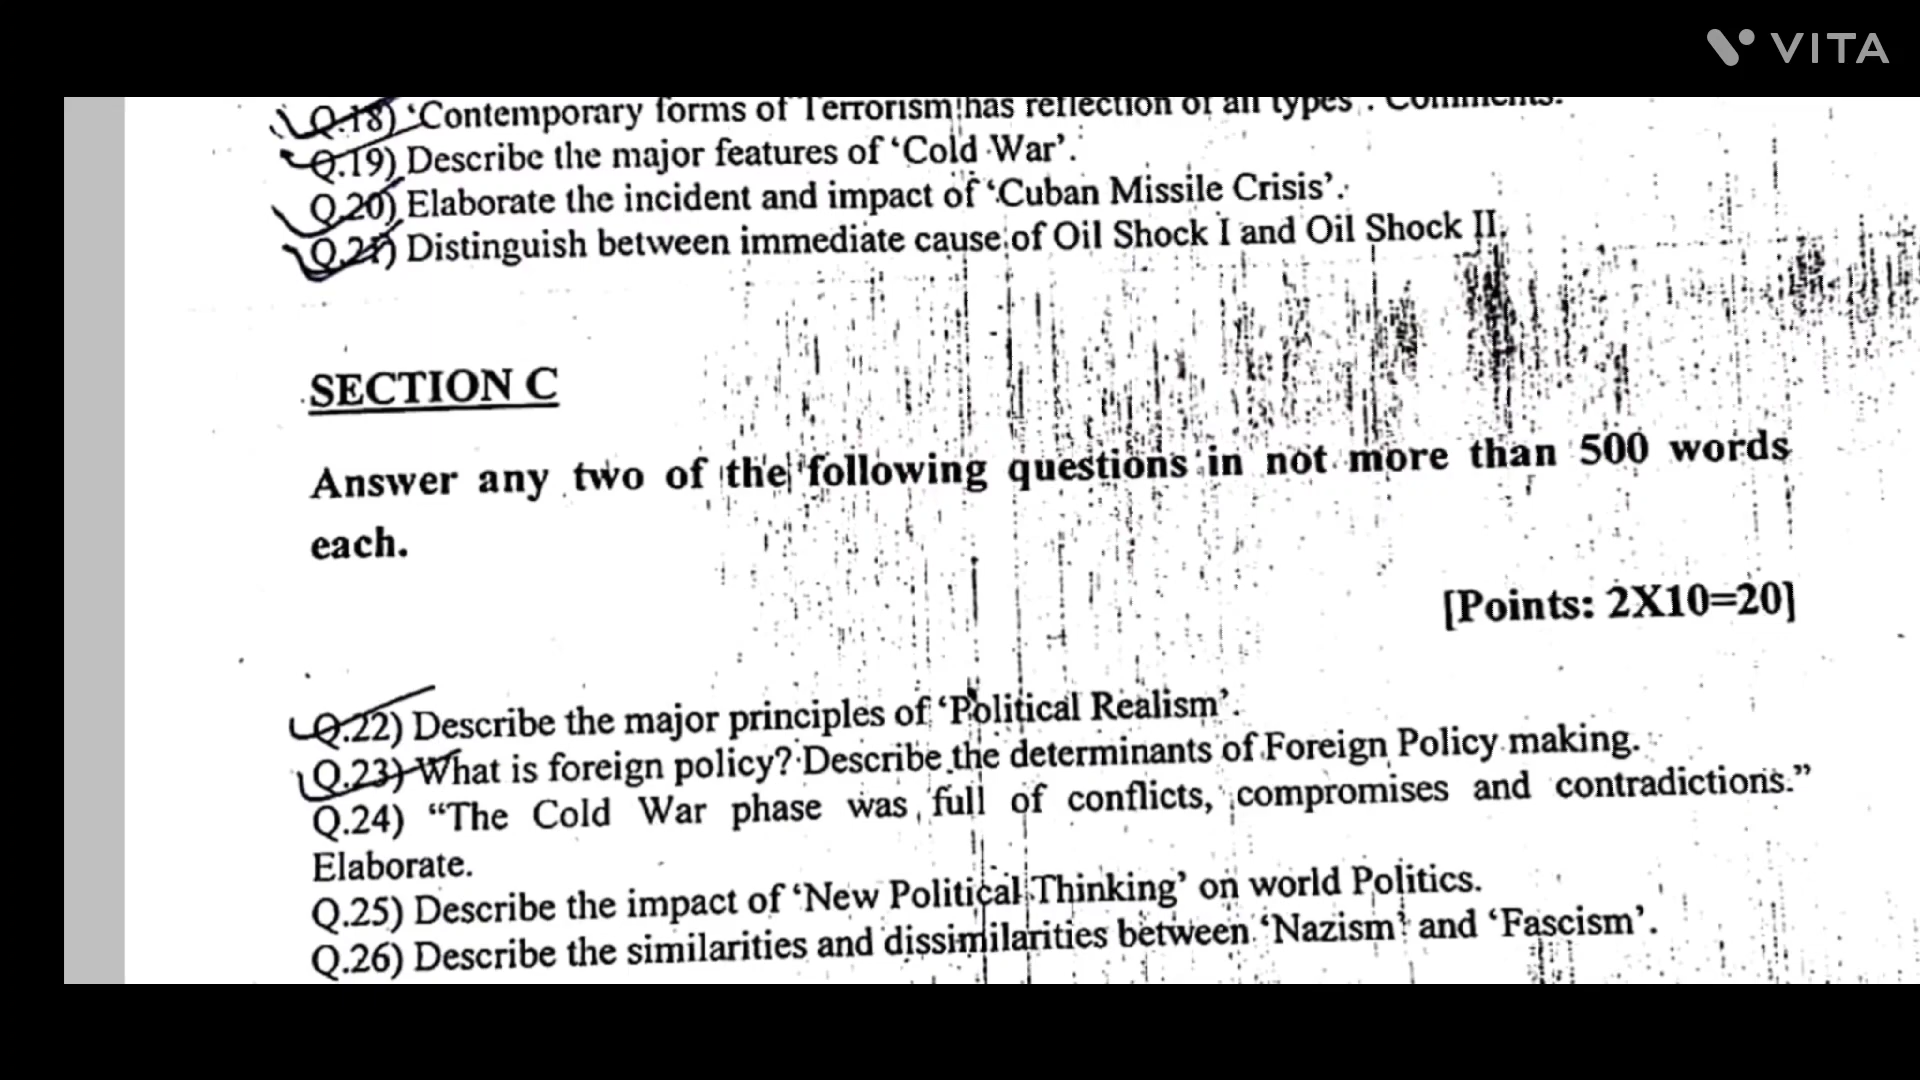 VITA
Q.18) ‘Contemporary forms of Terrorism has reflection of all types’. Comments.
Q.19) Describe the major features of ‘Cold War’.
Q.20) Elaborate the incident and impact of ‘Cuban Missile Crisis’.
Q.21) Distinguish between immediate cause of Oil Shock I and Oil Shock II.
SECTION C
Answer any two of the following questions in not more than 500 words
each.
[Points: 2X10=20]
Q.22) Describe the major principles of ‘Political Realism’.
Q.23) What is foreign policy? Describe the determinants of Foreign Policy making.
Q.24) “The Cold War phase was full of conflicts, compromises and contradictions.”
Elaborate.
Q.25) Describe the impact of ‘New Political Thinking’ on world Politics.
Q.26) Describe the similarities and dissimilarities between ‘Nazism’ and ‘Fascism’.